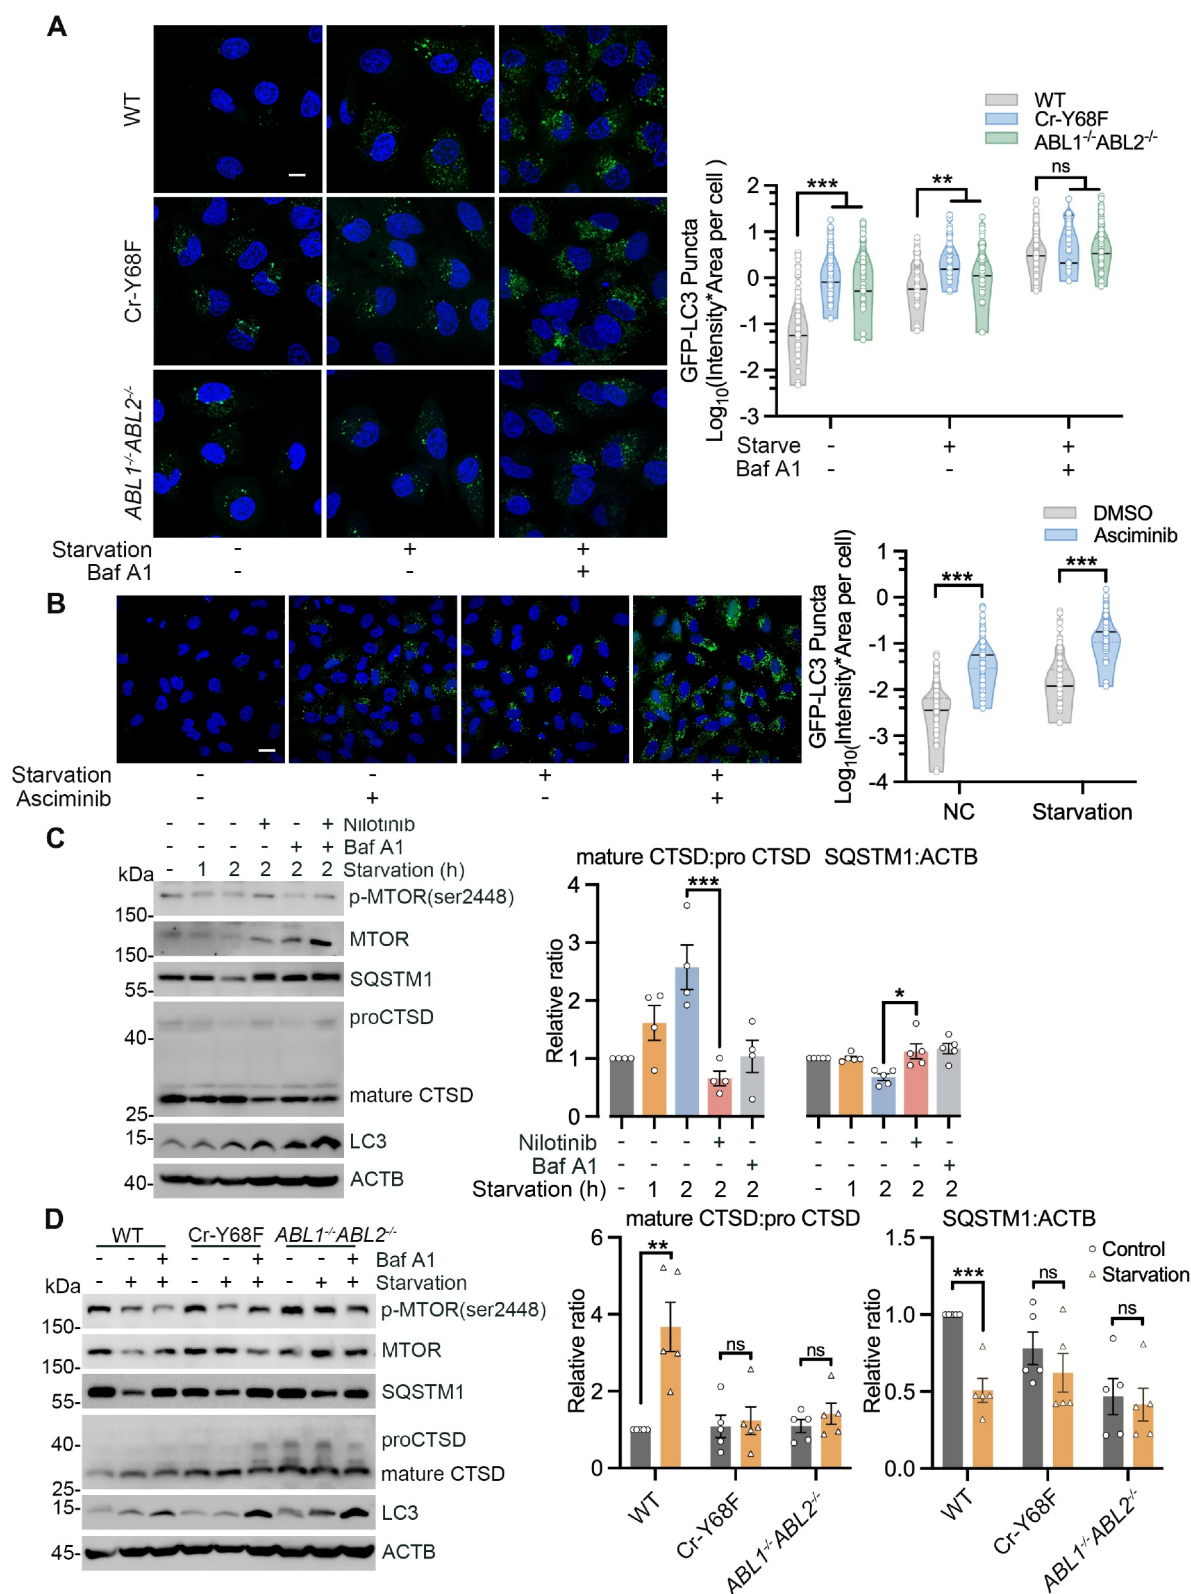 A
WT
Cr-Y68F
ABL1-/-ABL2-/-
Starvation - + +
Baf A1 - - +
WT
Cr-Y68F
ABL1-/-ABL2-/-
GFP-LC3 Puncta
Log10(Intensity*Area per cell )
2
1
0
-1
-2
-3
*** ** ns
Starve - + +
Baf A1 - - +
B
Starvation - - + +
Asciminib - + - +
DMSO
Asciminib
GFP-LC3 Puncta
Log10(Intensity*Area per cell)
1
0
-1
-2
-3
-4
*** ***
NC Starvation
C
- - - + - + Nilotinib
- - - - + + Baf A1
kDa - 1 2 2 2 2 Starvation (h)
p-MTOR(ser2448)
150-
MTOR
150-
SQSTM1
55-
proCTSD
40-
mature CTSD
25-
15- LC3
40- ACTB
mature CTSD:pro CTSD SQSTM1:ACTB
Relative ratio
4
3
2
1
0
*** *
Nilotinib - - - + - - - - + -
Baf A1 - - - - + - - - - +
Starvation (h) - 1 2 2 2 - 1 2 2 2
D
WT Cr-Y68F ABL1-/-ABL2-/-
- - + - - + - - + Baf A1
kDa - + + - + + - + + Starvation
p-MTOR(ser2448)
150-
MTOR
150-
SQSTM1
55-
proCTSD
40-
mature CTSD
25-
15- LC3
45- ACTB
mature CTSD:pro CTSD
Relative ratio
6
4
2
0
** ns ns
WT Cr-Y68F ABL1-/-ABL2-/-
SQSTM1:ACTB
Relative ratio
1.5
1.0
0.5
0.0
*** ns ns
Control
Starvation
WT Cr-Y68F ABL1-/-ABL2-/-